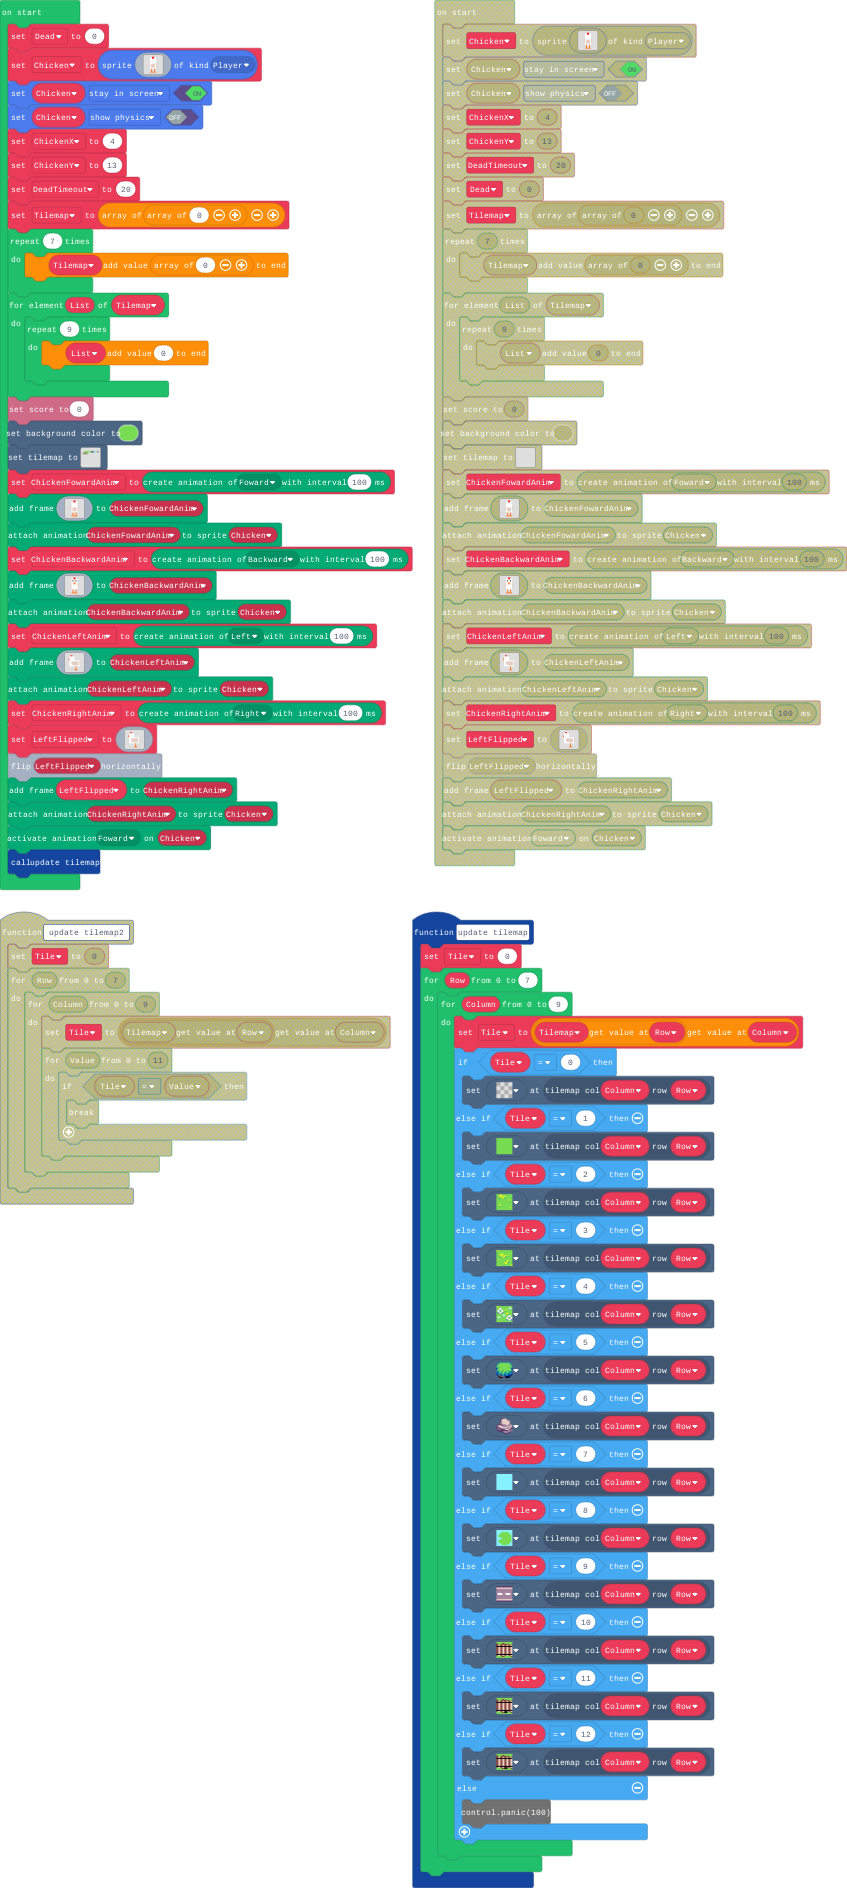 on start
set Dead to 0
set Chicken to sprite of kind Player
set Chicken stay in screen ON
set Chicken show physics OFF
set ChickenX to 4
set ChickenY to 13
set DeadTimeout to 20
set Tilemap to array of array of 0
repeat 7 times
do Tilemap add value array of 0 to end
for element List of Tilemap
do repeat 9 times
do List add value 0 to end
set score to 0
set background color to
set tilemap to
set ChickenFowardAnim to create animation of Foward with interval 100 ms
add frame to ChickenFowardAnim
attach animation ChickenFowardAnim to sprite Chicken
set ChickenBackwardAnim to create animation of Backward with interval 100 ms
add frame to ChickenBackwardAnim
attach animation ChickenBackwardAnim to sprite Chicken
set ChickenLeftAnim to create animation of Left with interval 100 ms
add frame to ChickenLeftAnim
attach animation ChickenLeftAnim to sprite Chicken
set ChickenRightAnim to create animation of Right with interval 100 ms
set LeftFlipped to
flip LeftFlipped horizontally
add frame LeftFlipped to ChickenRightAnim
attach animation ChickenRightAnim to sprite Chicken
activate animation Foward on Chicken
call update tilemap
on start
set Chicken to sprite of kind Player
set Chicken stay in screen ON
set Chicken show physics OFF
set ChickenX to 4
set ChickenY to 13
set DeadTimeout to 20
set Dead to 0
set Tilemap to array of array of 0
repeat 7 times
do Tilemap add value array of 0 to end
for element List of Tilemap
do repeat 9 times
do List add value 0 to end
set score to 0
set background color to
set tilemap to
set ChickenFowardAnim to create animation of Foward with interval 100 ms
add frame to ChickenFowardAnim
attach animation ChickenFowardAnim to sprite Chicken
set ChickenBackwardAnim to create animation of Backward with interval 100 ms
add frame to ChickenBackwardAnim
attach animation ChickenBackwardAnim to sprite Chicken
set ChickenLeftAnim to create animation of Left with interval 100 ms
add frame to ChickenLeftAnim
attach animation ChickenLeftAnim to sprite Chicken
set ChickenRightAnim to create animation of Right with interval 100 ms
set LeftFlipped to
flip LeftFlipped horizontally
add frame LeftFlipped to ChickenRightAnim
attach animation ChickenRightAnim to sprite Chicken
activate animation Foward on Chicken
function update tilemap2
set Tile to 0
for Row from 0 to 7
do for Column from 0 to 9
do set Tile to Tilemap get value at Row get value at Column
for Value from 0 to 11
do if Tile = Value then
break
function update tilemap
set Tile to 0
for Row from 0 to 7
do for Column from 0 to 9
do set Tile to Tilemap get value at Row get value at Column
if Tile = 0 then
set at tilemap col Column row Row
else if Tile = 1 then
set at tilemap col Column row Row
else if Tile = 2 then
set at tilemap col Column row Row
else if Tile = 3 then
set at tilemap col Column row Row
else if Tile = 4 then
set at tilemap col Column row Row
else if Tile = 5 then
set at tilemap col Column row Row
else if Tile = 6 then
set at tilemap col Column row Row
else if Tile = 7 then
set at tilemap col Column row Row
else if Tile = 8 then
set at tilemap col Column row Row
else if Tile = 9 then
set at tilemap col Column row Row
else if Tile = 10 then
set at tilemap col Column row Row
else if Tile = 11 then
set at tilemap col Column row Row
else if Tile = 12 then
set at tilemap col Column row Row
else
control.panic(100)